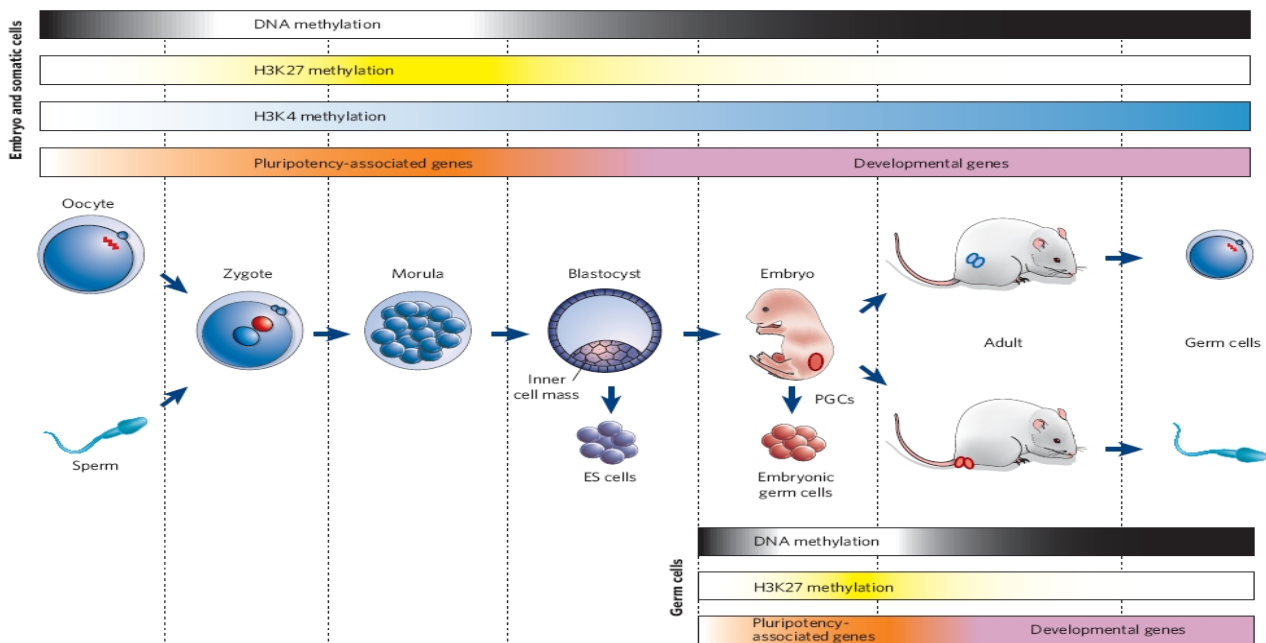 Embryo and somatic cells
DNA methylation
H3K27 methylation
H3K4 methylation
Pluripotency-associated genes
Developmental genes
Oocyte
Zygote
Morula
Blastocyst
Embryo
Adult
Germ cells
Inner
cell mass
PGCs
Sperm
ES cells
Embryonic
germ cells
Germ cells
DNA methylation
H3K27 methylation
Pluripotency-
associated genes
Developmental genes